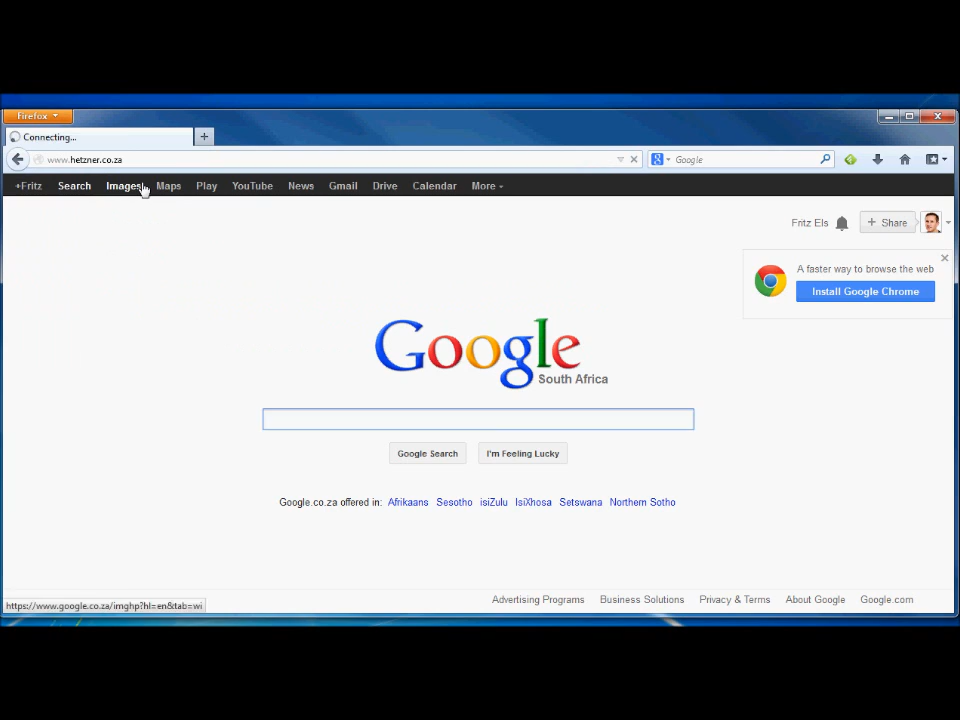 Firefox
Connecting...
www.hetzner.co.za
Google
+Fritz Search Images Maps Play YouTube News Gmail Drive Calendar More
Fritz Els
+ Share
A faster way to browse the web
Install Google Chrome
Google
South Africa
Google Search I'm Feeling Lucky
Google.co.za offered in: Afrikaans Sesotho isiZulu IsiXhosa Setswana Northern Sotho
Advertising Programs Business Solutions Privacy & Terms About Google Google.com
https://www.google.co.za/imghp?hl=en&tab=wi